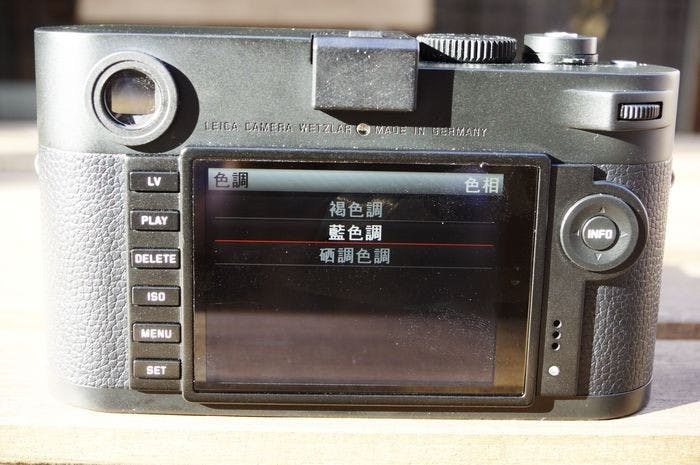 LEICA CAMERA WETZLAR MADE IN GERMANY
LV
PLAY
DELETE
ISO
MENU
SET
色調 色相
褐色調
藍色調
硒調色調
INFO